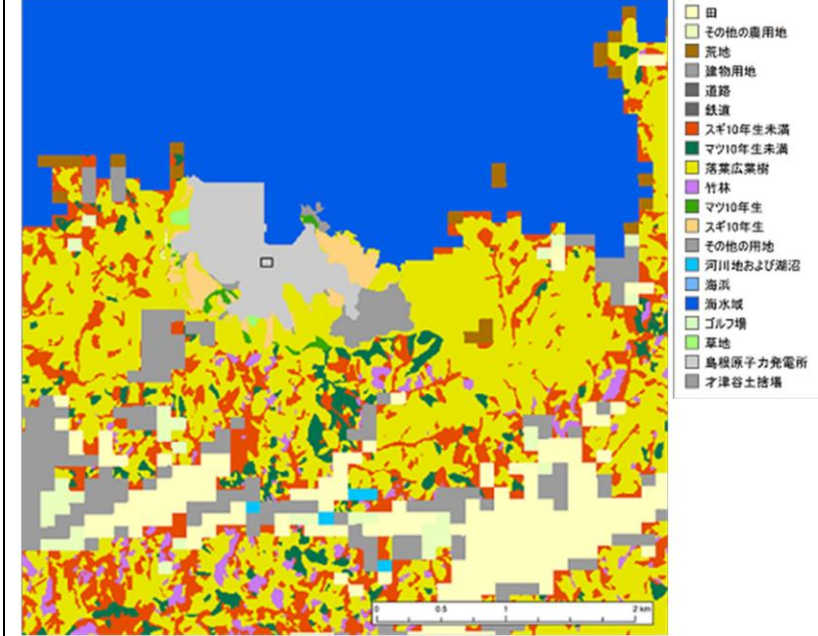 田
その他の農用地
荒地
建物用地
道路
鉄道
スギ10年生未満
マツ10年生未満
落葉広葉樹
竹林
マツ10年生
スギ10年生
その他の用地
河川地および湖沼
海浜
海水域
ゴルフ場
草地
島根原子力発電所
才津谷土捨場
0 0.5 1 2 km